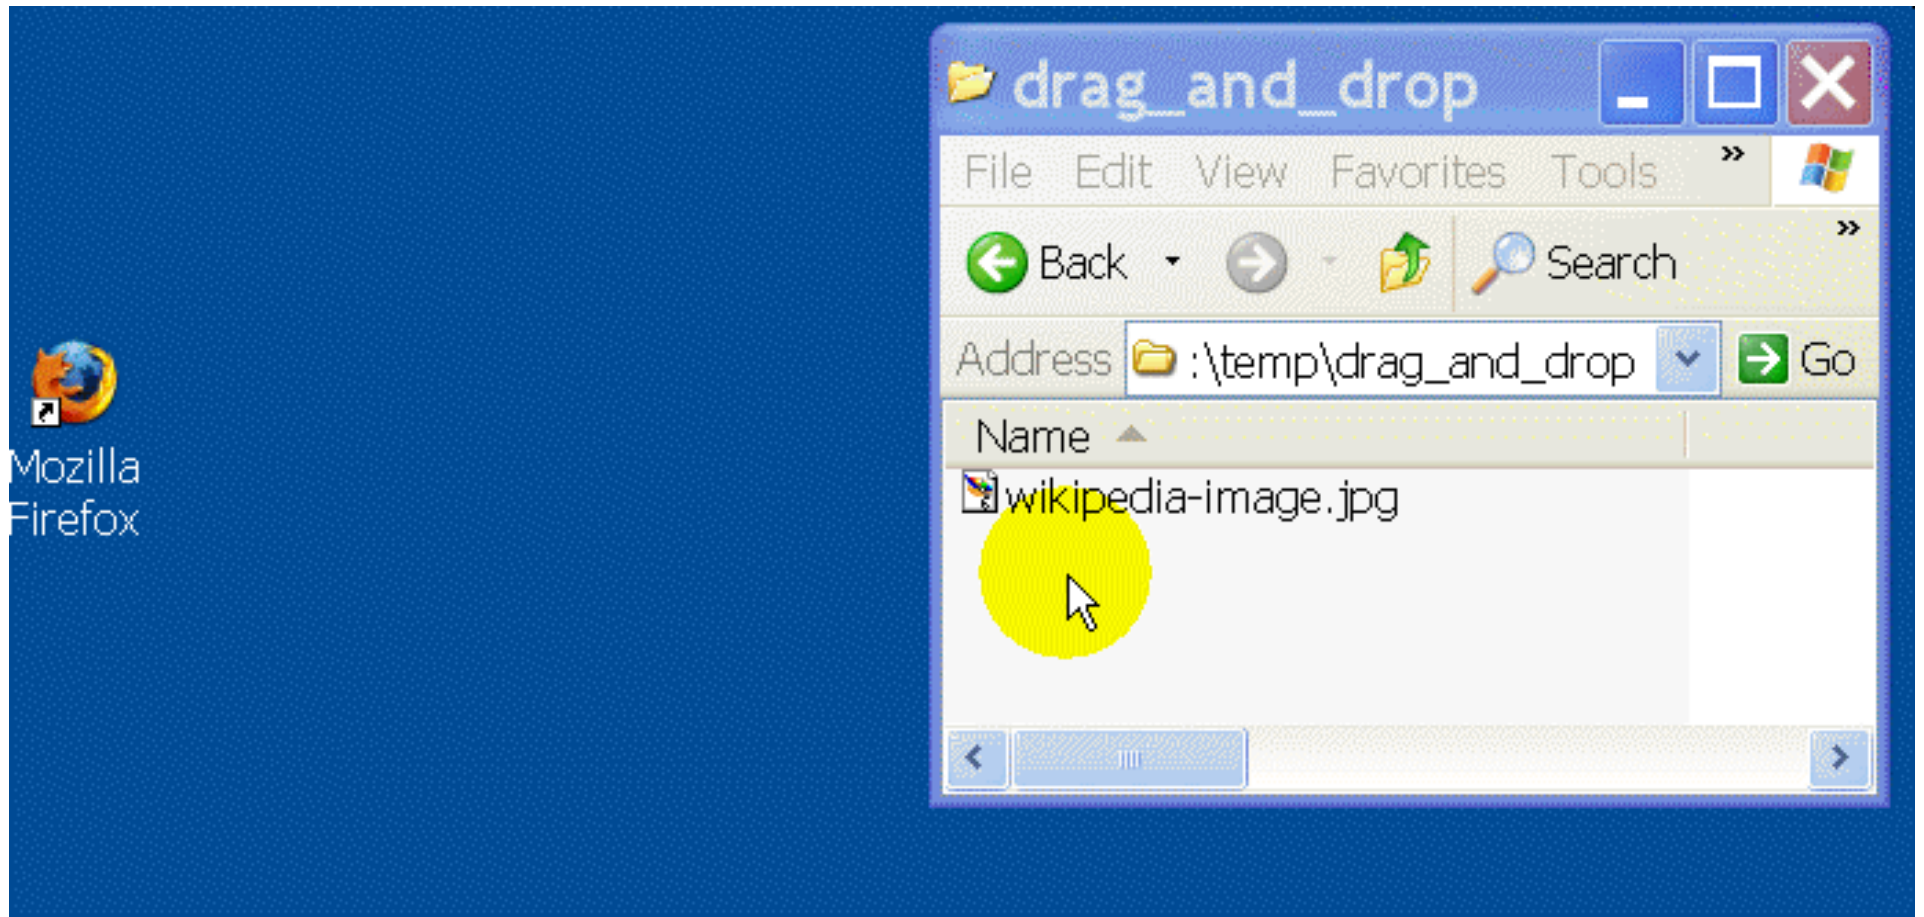 drag_and_drop
File Edit View Favorites Tools »
Back Search »
Address :\temp\drag_and_drop Go
Name
wikipedia-image.jpg
Mozilla
Firefox